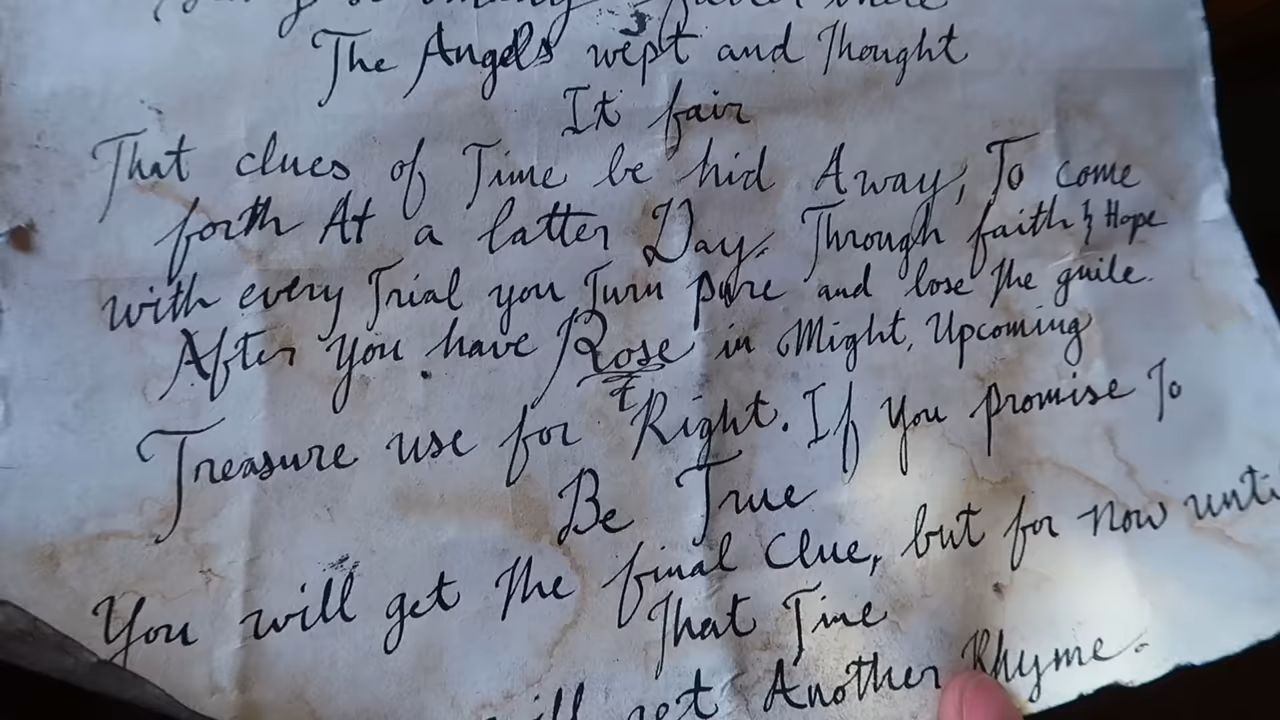 The Angels wept and Thought
It fair
That clues of Time be hid Away, To come
forth At a latter Day. Through faith & Hope
with every Trial you Turn pure and lose The guile.
After you have Rose in Might, Upcoming
Treasure use for Right. If you promise To
Be True
You will get The final Clue, but for now
That Time
get Another Rhyme.